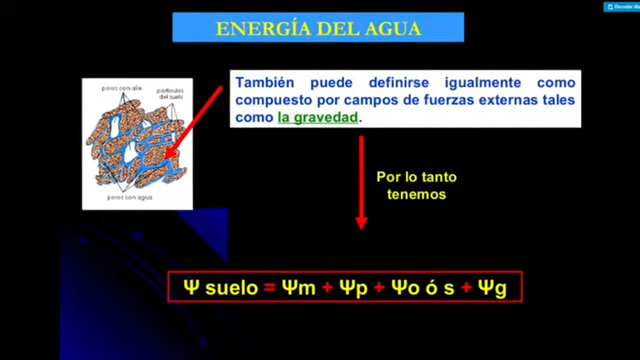 ENERGÍA DEL AGUA
También puede definirse igualmente como
compuesto por campos de fuerzas externas tales
como la gravedad.
poros con aire
partículas
del suelo
poros con agua
Por lo tanto
tenemos
Ψ suelo = Ψm + Ψp + Ψo ó s + Ψg